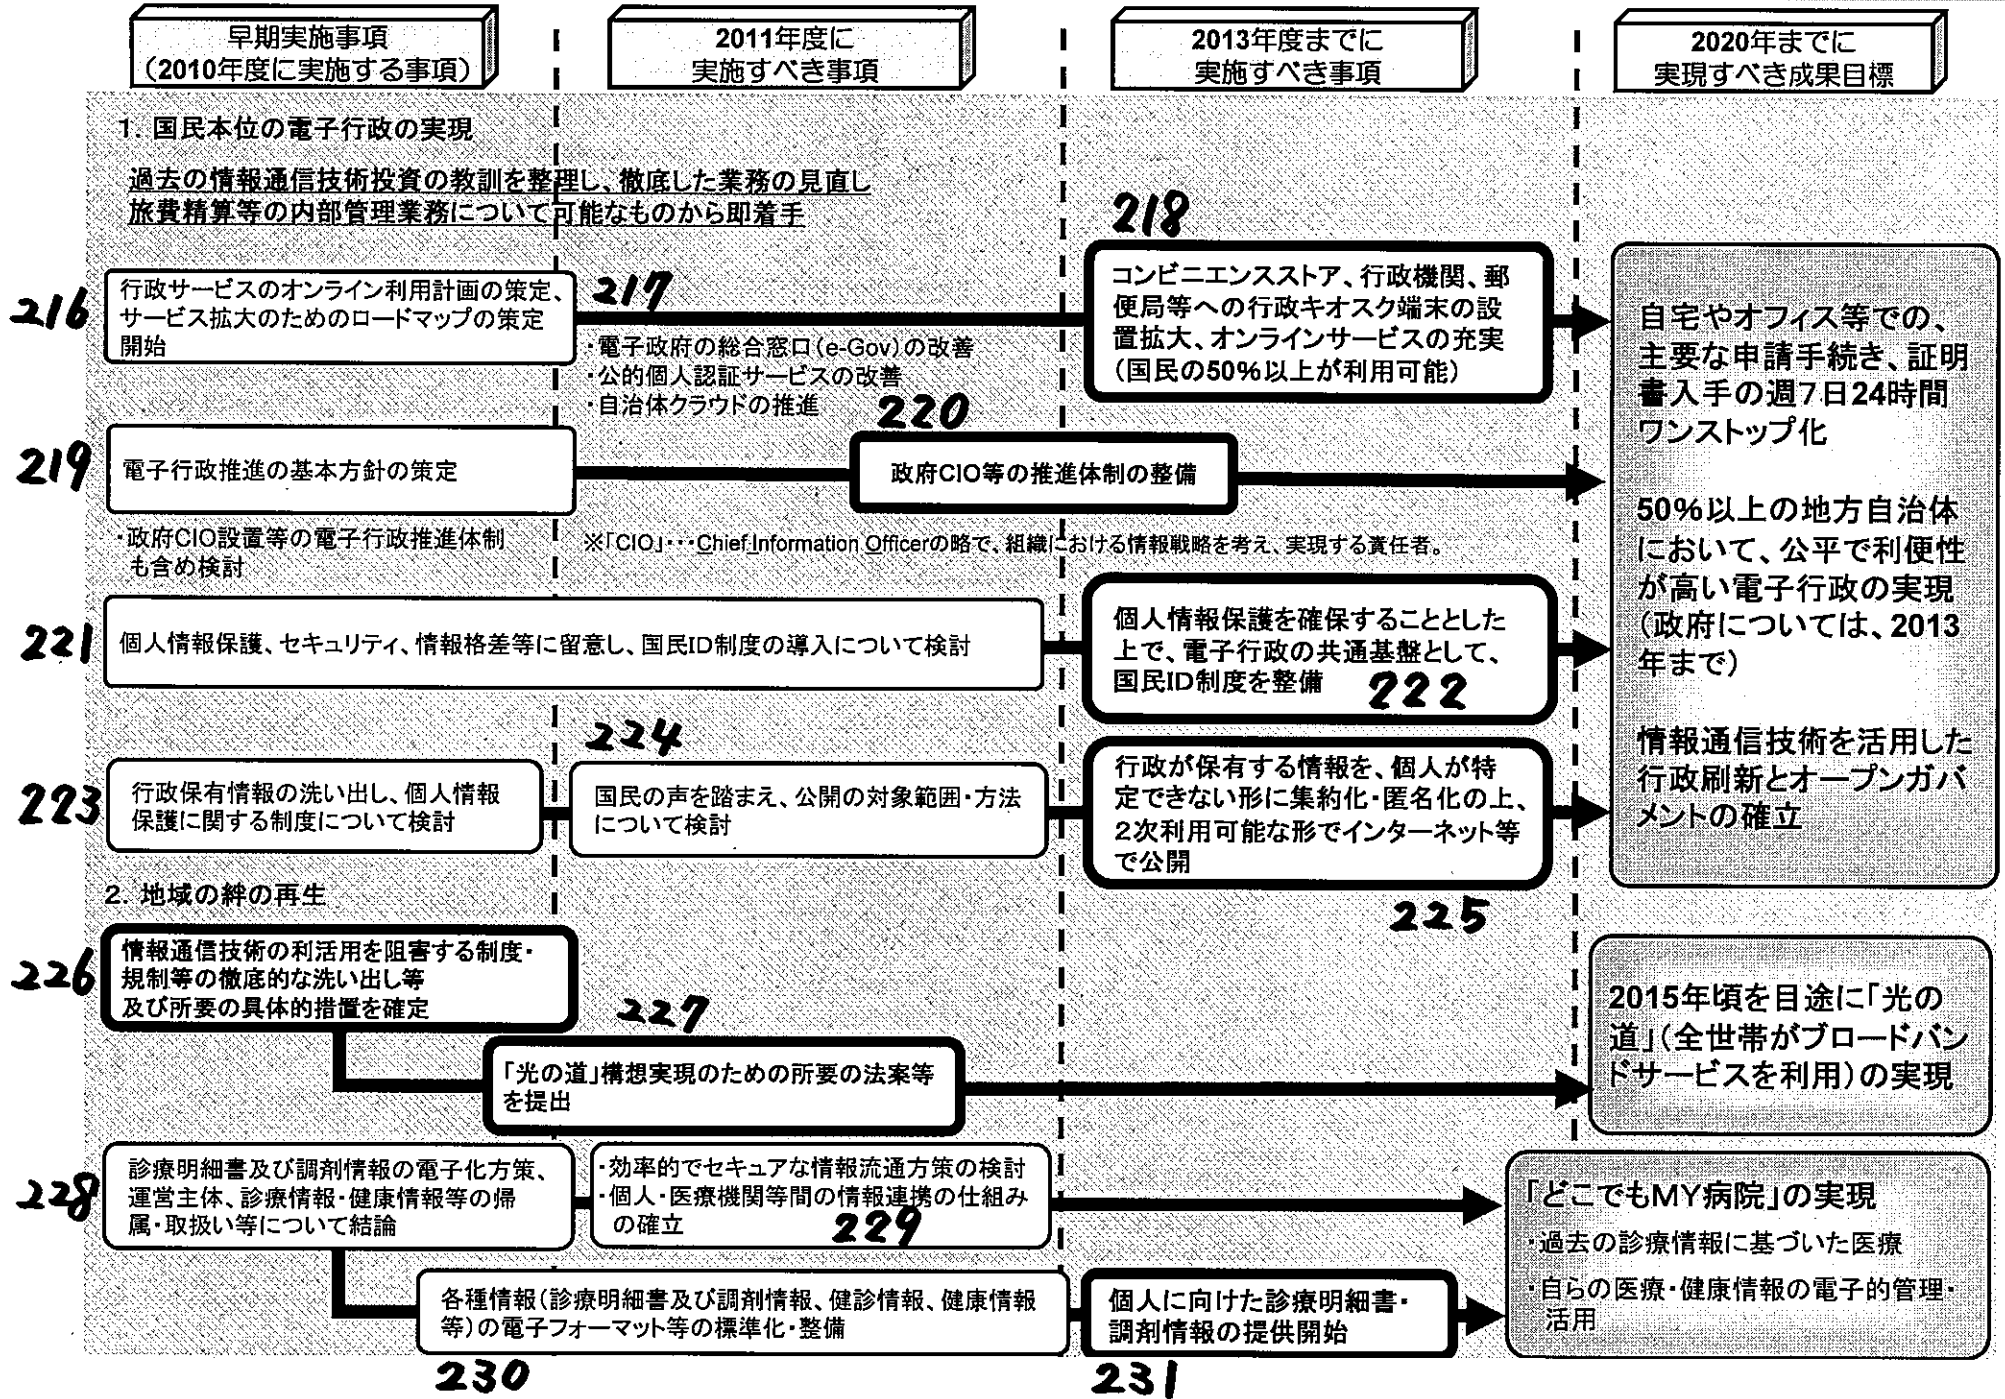 早期実施事項
（2010年度に実施する事項）
2011年度に
実施すべき事項
2013年度までに
実施すべき事項
2020年までに
実現すべき成果目標
1．国民本位の電子行政の実現
過去の情報通信技術投資の教訓を整理し、徹底した業務の見直し
旅費精算等の内部管理業務について可能なものから即着手
216
行政サービスのオンライン利用計画の策定、
サービス拡大のためのロードマップの策定
開始
217
・電子政府の総合窓口（e-Gov）の改善
・公的個人認証サービスの改善
・自治体クラウドの推進
218
コンビニエンスストア、行政機関、郵
便局等への行政キオスク端末の設
置拡大、オンラインサービスの充実
（国民の50%以上が利用可能）
219
電子行政推進の基本方針の策定
・政府CIO設置等の電子行政推進体制
も含め検討
220
政府CIO等の推進体制の整備
※「CIO」･･･Chief Information Officerの略で、組織における情報戦略を考え、実現する責任者。
221
個人情報保護、セキュリティ、情報格差等に留意し、国民ID制度の導入について検討
個人情報保護を確保することとした
上で、電子行政の共通基盤として、
国民ID制度を整備
222
223
行政保有情報の洗い出し、個人情報
保護に関する制度について検討
224
国民の声を踏まえ、公開の対象範囲・方法
について検討
行政が保有する情報を、個人が特
定できない形に集約化・匿名化の上、
２次利用可能な形でインターネット等
で公開
225
自宅やオフィス等での、
主要な申請手続き、証明
書入手の週７日24時間
ワンストップ化
50%以上の地方自治体
において、公平で利便性
が高い電子行政の実現
（政府については、2013
年まで）
情報通信技術を活用した
行政刷新とオープンガバ
メントの確立
2．地域の絆の再生
226
情報通信技術の利活用を阻害する制度・
規制等の徹底的な洗い出し等
及び所要の具体的措置を確定
227
「光の道」構想実現のための所要の法案等
を提出
2015年頃を目途に「光の
道」（全世帯がブロードバン
ドサービスを利用）の実現
228
診療明細書及び調剤情報の電子化方策、
運営主体、診療情報・健康情報等の帰
属・取扱い等について結論
・効率的でセキュアな情報流通方策の検討
・個人・医療機関等間の情報連携の仕組み
の確立
229
各種情報（診療明細書及び調剤情報、健診情報、健康情報
等）の電子フォーマット等の標準化・整備
230
個人に向けた診療明細書・
調剤情報の提供開始
231
「どこでもMY病院」の実現
・過去の診療情報に基づいた医療
・自らの医療・健康情報の電子的管理・
活用